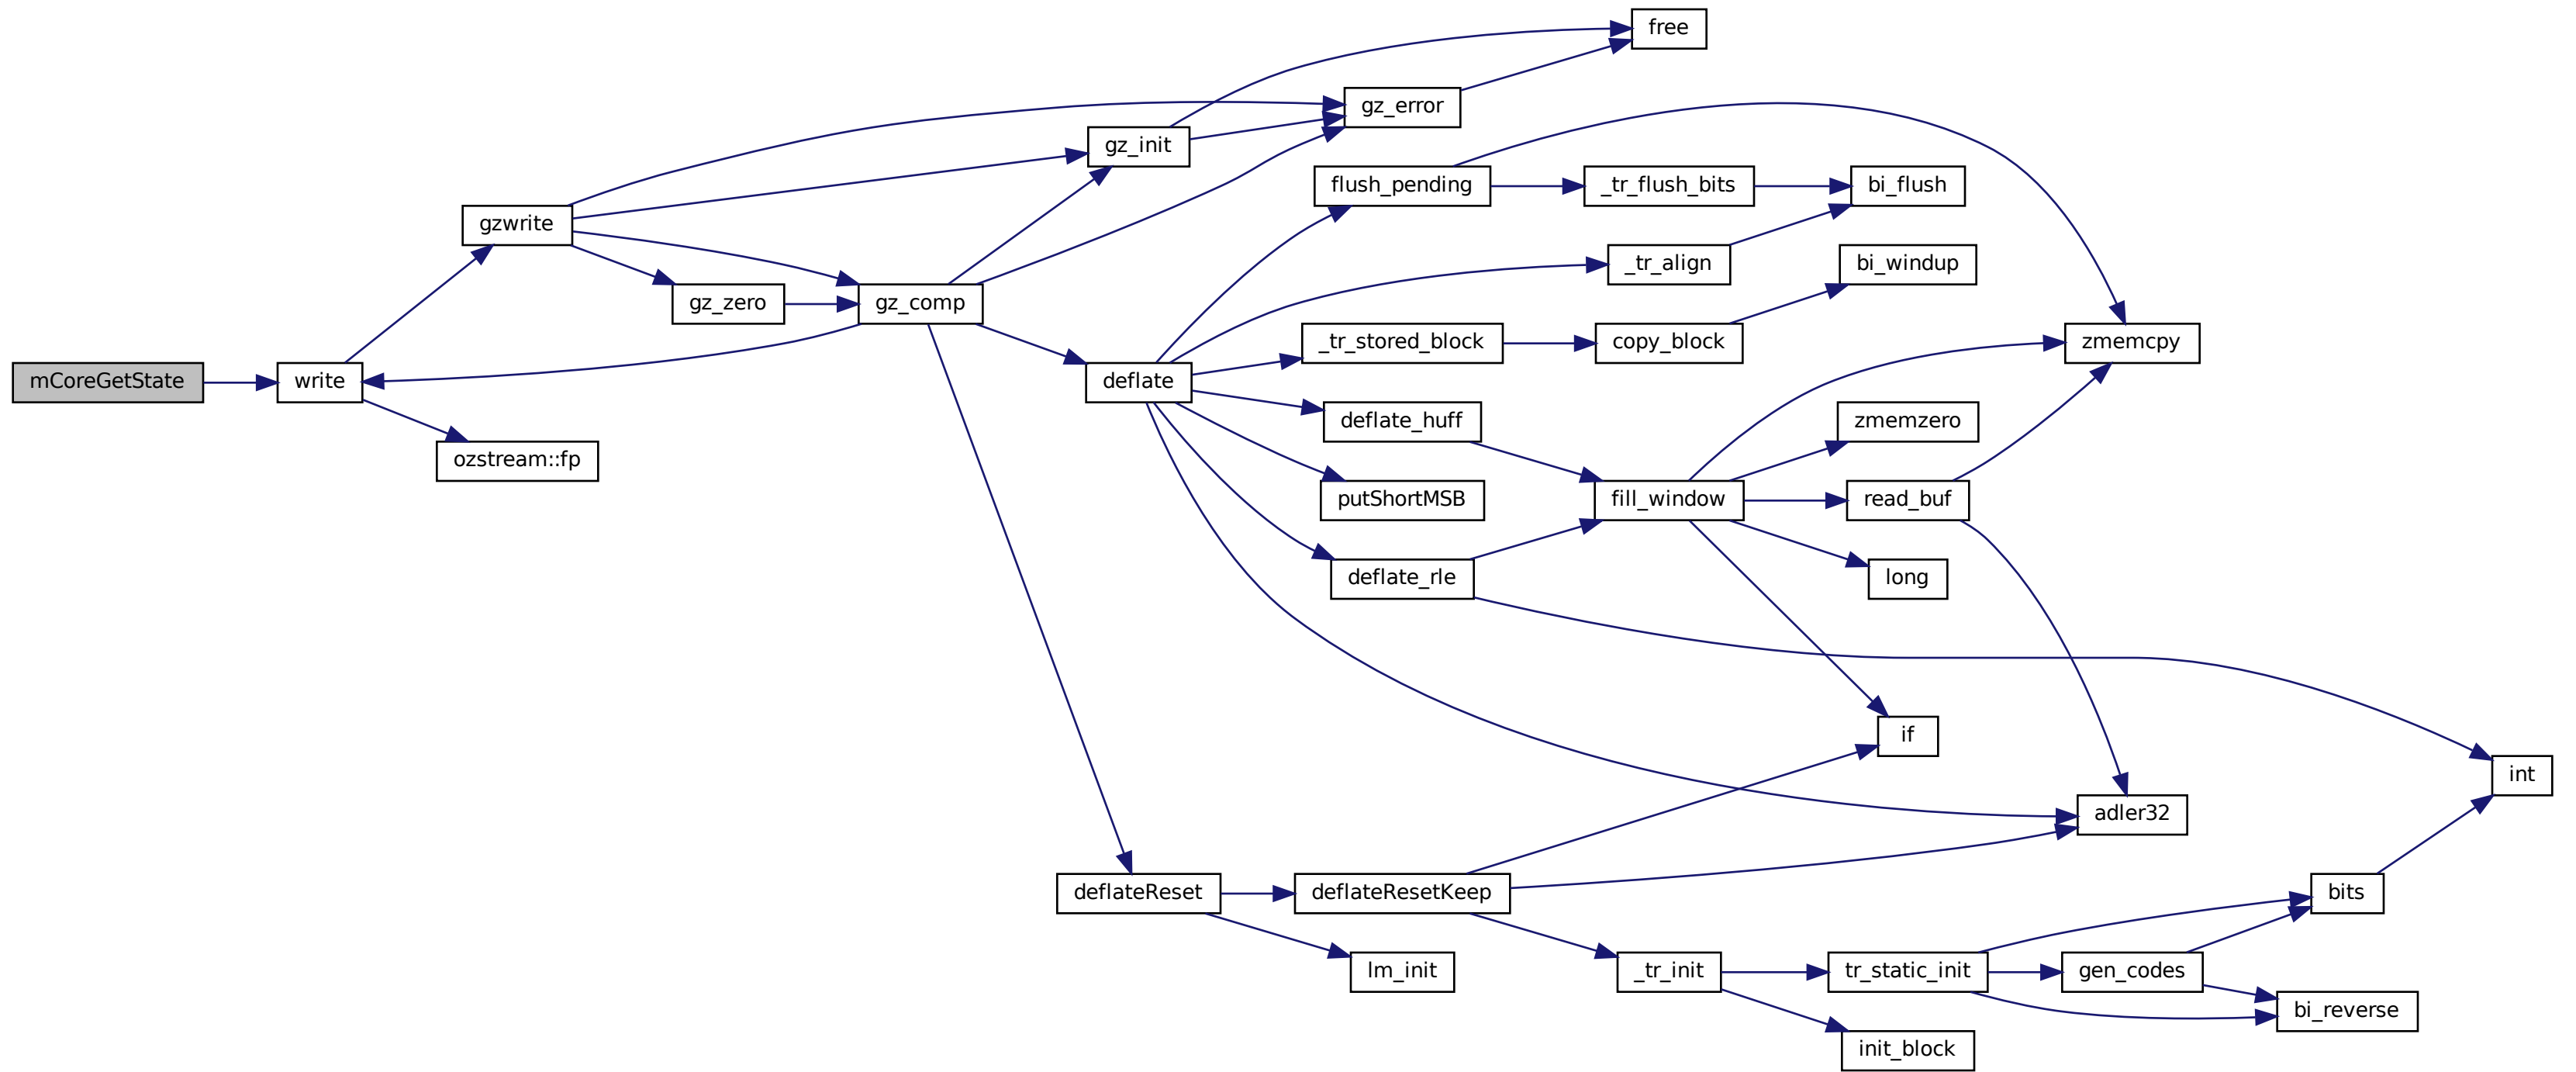 free
gz_error
gz_init
flush_pending
_tr_flush_bits
bi_flush
gzwrite
_tr_align
bi_windup
gz_zero
gz_comp
_tr_stored_block
copy_block
zmemcpy
mCoreGetState
write
deflate
deflate_huff
zmemzero
ozstream::fp
putShortMSB
fill_window
read_buf
deflate_rle
long
if
int
adler32
deflateReset
deflateResetKeep
bits
lm_init
_tr_init
tr_static_init
gen_codes
bi_reverse
init_block